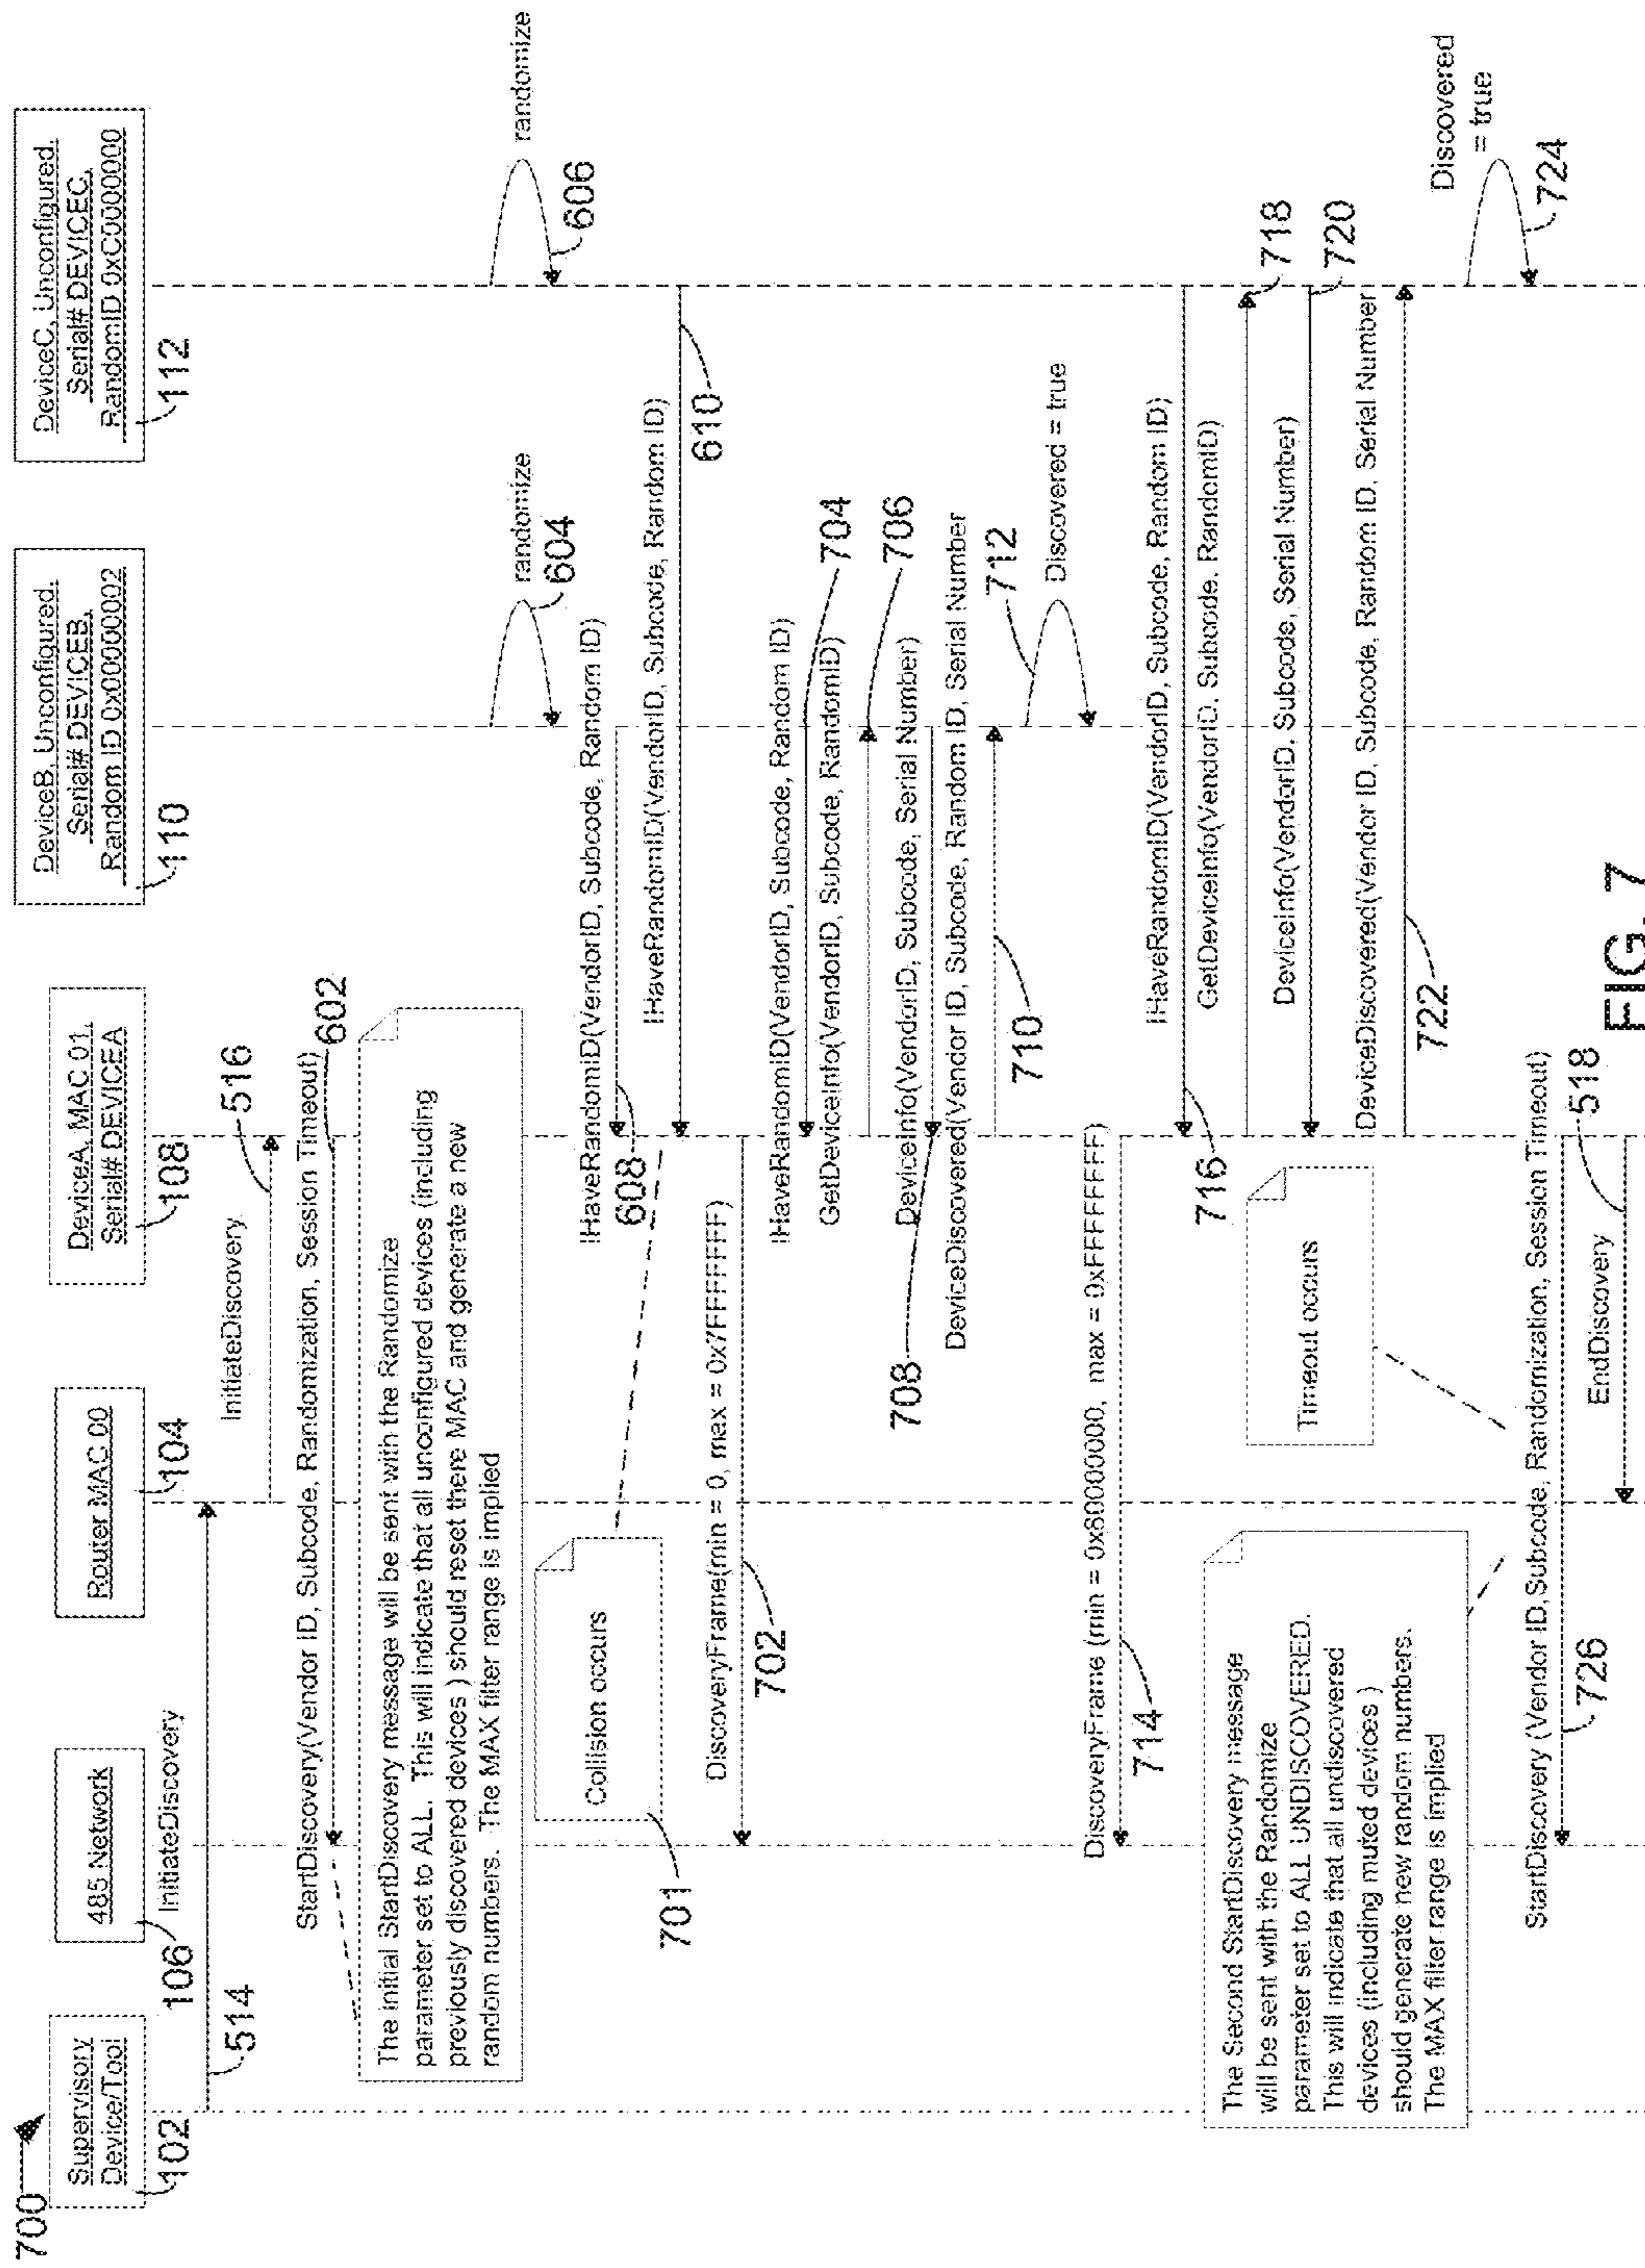 700
Supervisory
Device/Tool
102
485 Network
106
Router MAC 00
104
DeviceA, MAC 01,
Serial# DEVICEA
108
DeviceB, Unconfigured,
Serial# DEVICEB,
Random ID 0x00000002
110
DeviceC, Unconfigured,
Serial# DEVICEC,
RandomID 0xC0000000
112
InitiateDiscovery
514
InitiateDiscovery
516
StartDiscovery(Vendor ID, Subcode, Randomization, Session Timeout)
602
The initial StartDiscovery message will be sent with the Randomize
parameter set to ALL. This will indicate that all unconfigured devices (including
previously discovered devices ) should reset there MAC and generate a new
random numbers. The MAX filter range is implied
randomize
604
randomize
606
IHaveRandomID(VendorID, Subcode, Random ID)
608
IHaveRandomID(VendorID, Subcode, Random ID)
610
Collision occurs
701
DiscoveryFrame(min = 0, max = 0x7FFFFFFF)
702
IHaveRandomID(VendorID, Subcode, Random ID)
704
GetDeviceInfo(VendorID, Subcode, RandomID)
706
DeviceInfo(VendorID, Subcode, Serial Number)
708
DeviceDiscovered(Vendor ID, Subcode, Random ID, Serial Number
710
712
Discovered = true
DiscoveryFrame (min = 0x80000000, max = 0xFFFFFFFF)
714
IHaveRandomID(VendorID, Subcode, Random ID)
716
GetDeviceInfo(VendorID, Subcode, RandomID)
718
DeviceInfo(VendorID, Subcode, Serial Number)
720
DeviceDiscovered(Vendor ID, Subcode, Random ID, Serial Number
722
Discovered
= true
724
Timeout occurs
The Second StartDiscovery message
will be sent with the Randomize
parameter set to ALL UNDISCOVERED.
This will indicate that all undiscovered
devices (including muted devices )
should generate new random numbers.
The MAX filter range is implied
StartDiscovery (Vendor ID,Subcode, Randomization, Session Timeout)
726
EndDiscovery
518
FIG. 7